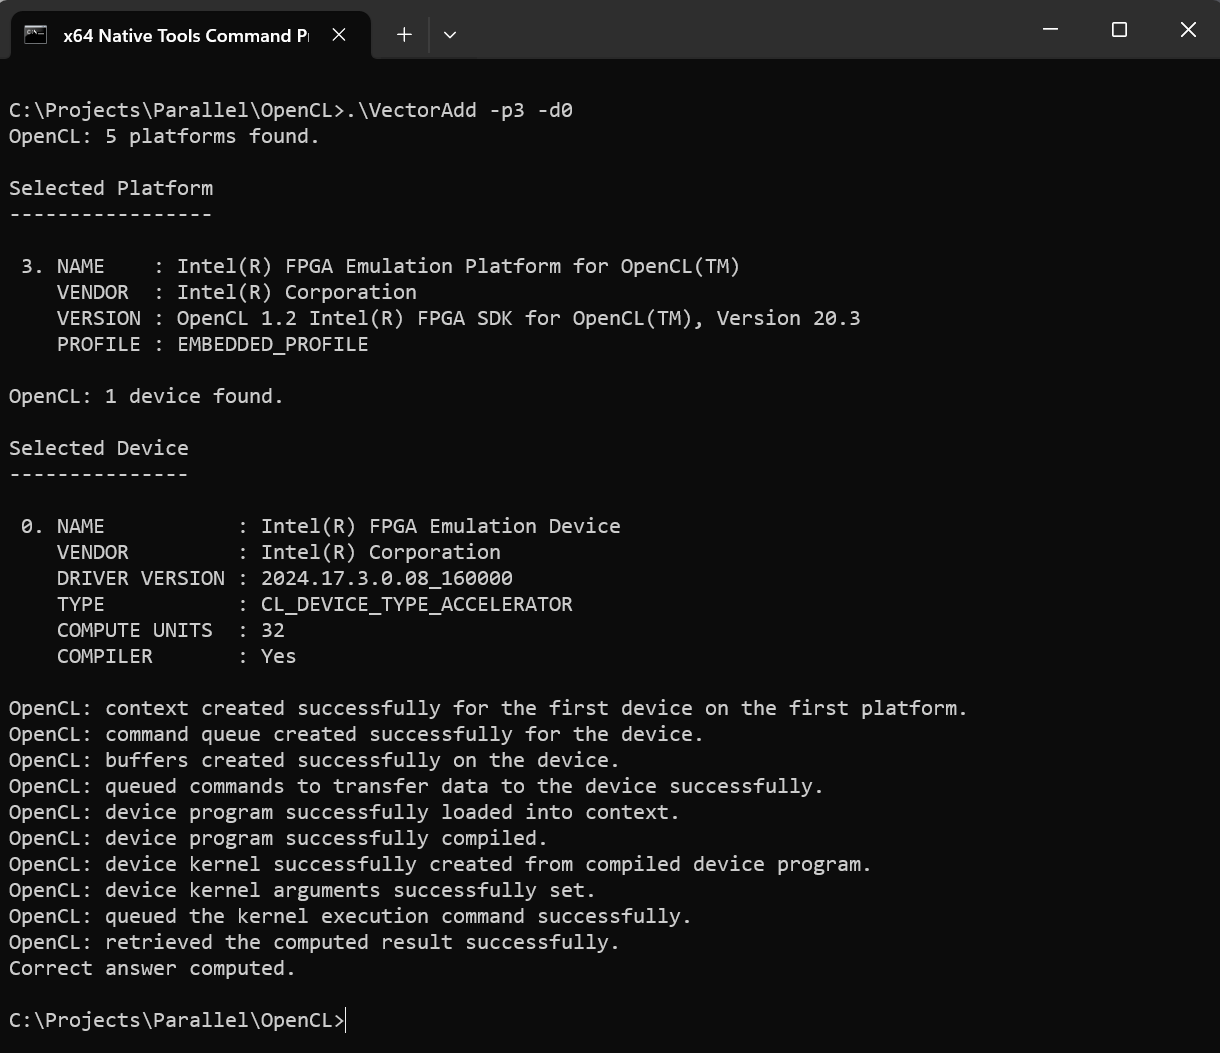 x64 Native Tools Command Pr
C:\Projects\Parallel\OpenCL>.\VectorAdd -p3 -d0
OpenCL: 5 platforms found.
Selected Platform
-----------------
3. NAME    : Intel(R) FPGA Emulation Platform for OpenCL(TM)
VENDOR  : Intel(R) Corporation
VERSION : OpenCL 1.2 Intel(R) FPGA SDK for OpenCL(TM), Version 20.3
PROFILE : EMBEDDED_PROFILE
OpenCL: 1 device found.
Selected Device
---------------
0. NAME           : Intel(R) FPGA Emulation Device
VENDOR         : Intel(R) Corporation
DRIVER VERSION : 2024.17.3.0.08_160000
TYPE           : CL_DEVICE_TYPE_ACCELERATOR
COMPUTE UNITS  : 32
COMPILER       : Yes
OpenCL: context created successfully for the first device on the first platform.
OpenCL: command queue created successfully for the device.
OpenCL: buffers created successfully on the device.
OpenCL: queued commands to transfer data to the device successfully.
OpenCL: device program successfully loaded into context.
OpenCL: device program successfully compiled.
OpenCL: device kernel successfully created from compiled device program.
OpenCL: device kernel arguments successfully set.
OpenCL: queued the kernel execution command successfully.
OpenCL: retrieved the computed result successfully.
Correct answer computed.
C:\Projects\Parallel\OpenCL>